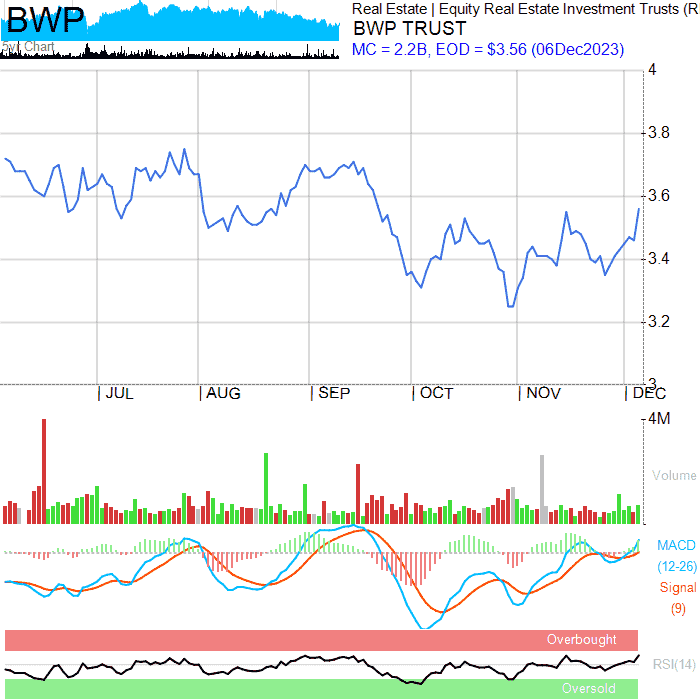 BWP
5yr Chart
Real Estate | Equity Real Estate Investment Trusts (R
BWP TRUST
MC = 2.2B, EOD = $3.56 (06Dec2023)
4
3.8
3.6
3.4
3.2
3
| JUL | AUG | SEP | OCT | NOV | DEC
4M
Volume
MACD
(12-26)
Signal
(9)
Overbought
RSI(14)
Oversold